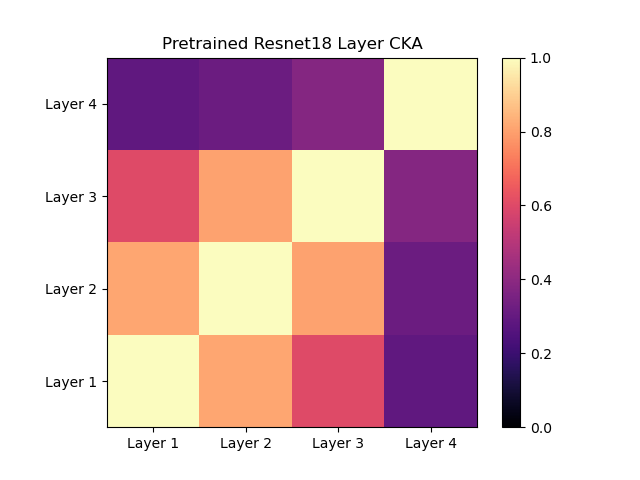 Pretrained Resnet18 Layer CKA
Layer 4
Layer 3
Layer 2
Layer 1
Layer 1 Layer 2 Layer 3 Layer 4
1.0
0.8
0.6
0.4
0.2
0.0